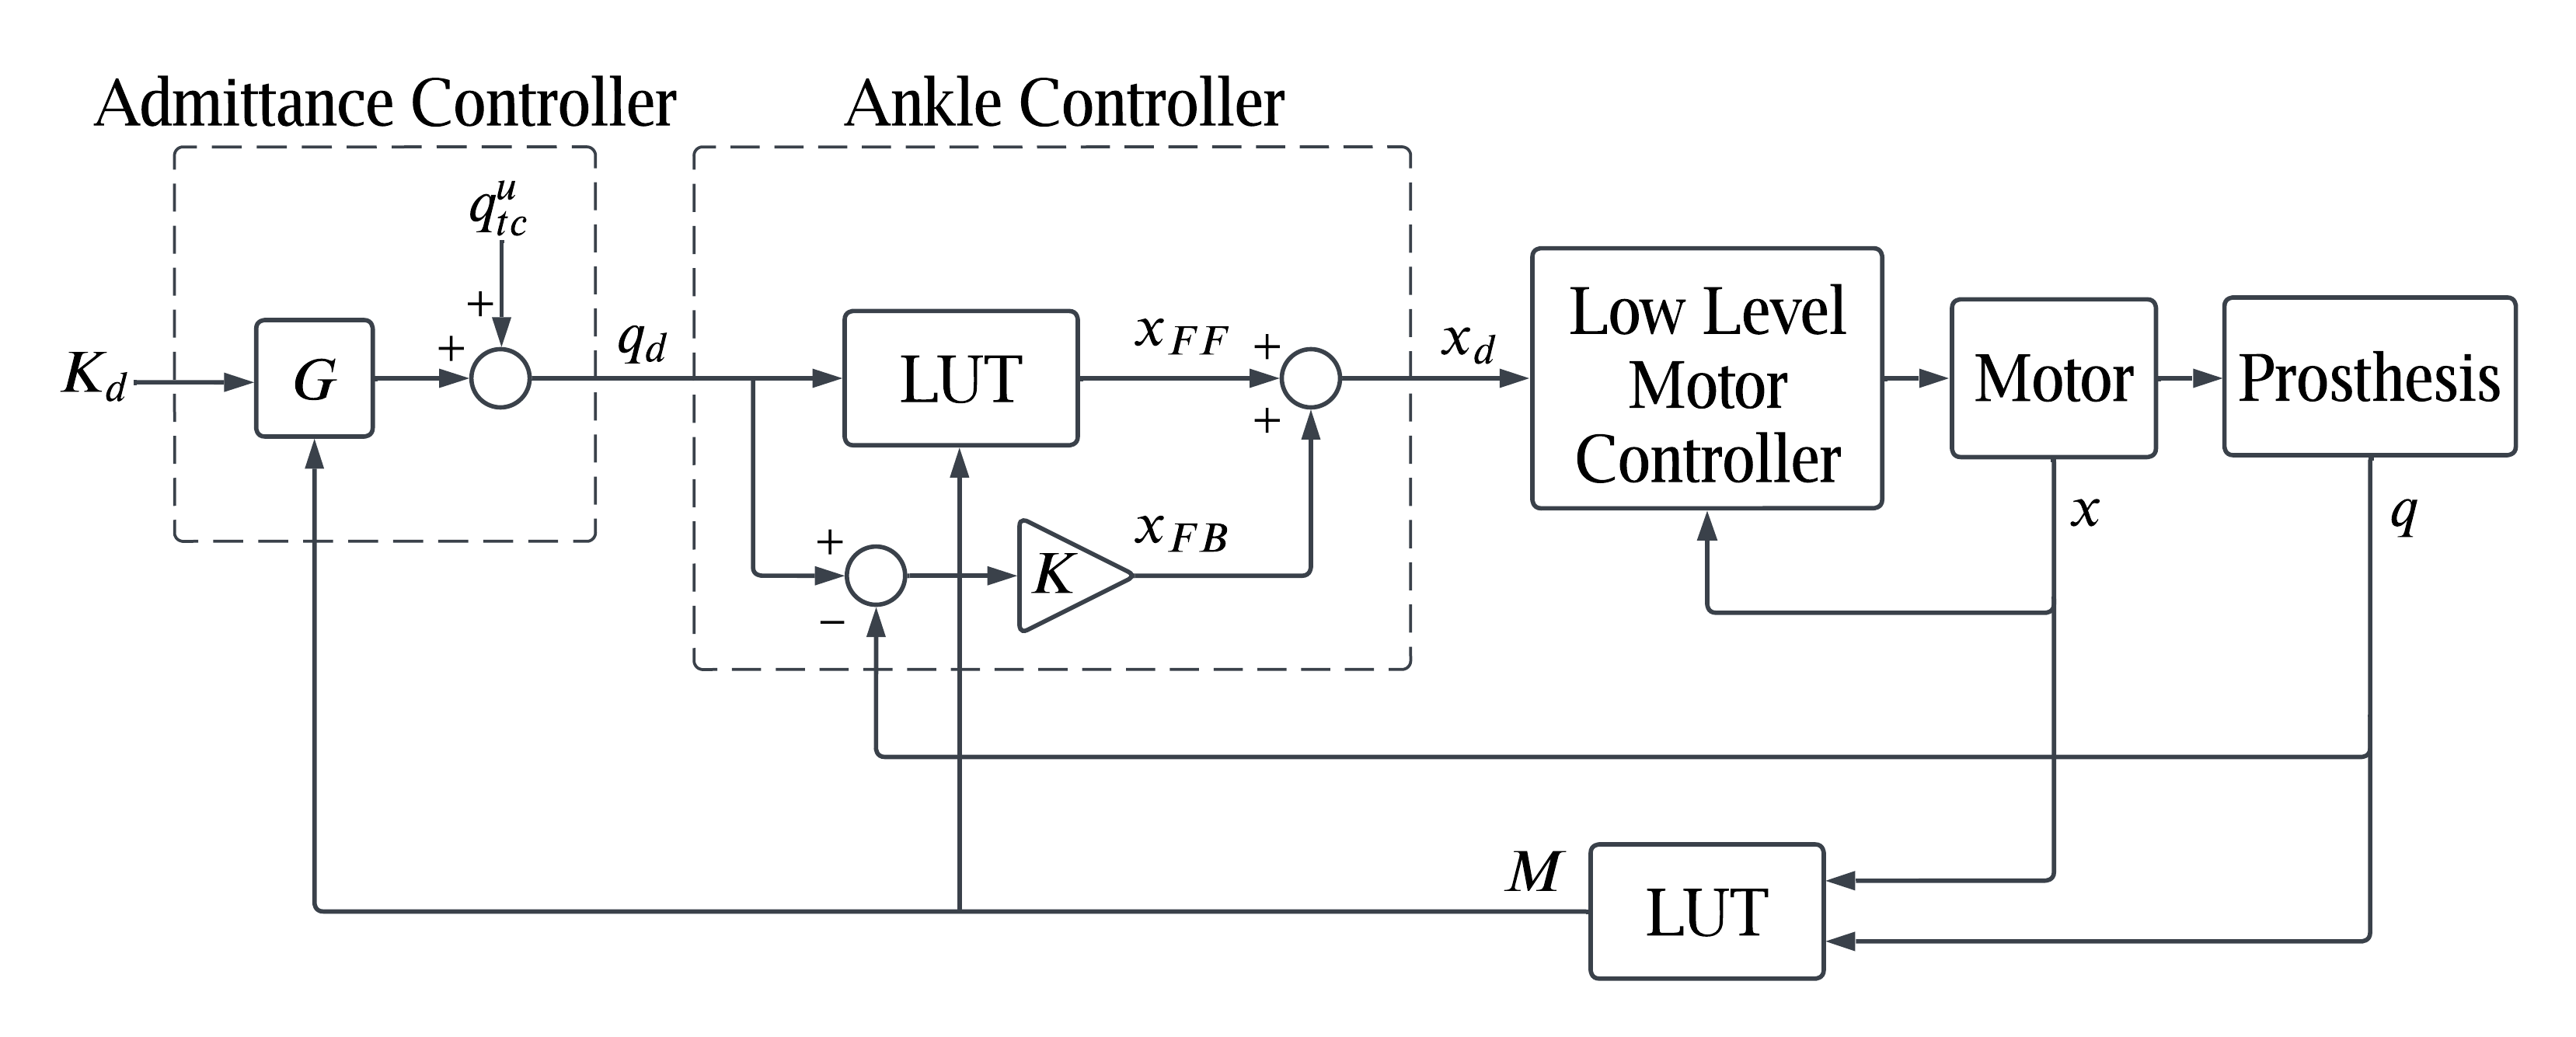 Admittance Controller
Ankle Controller
q_{tc}^{u}
+
+
K_d
G
q_d
LUT
x_{FF}
+
+
x_d
Low Level
Motor
Controller
Motor
Prosthesis
+
−
K
x_{FB}
x
q
M
LUT